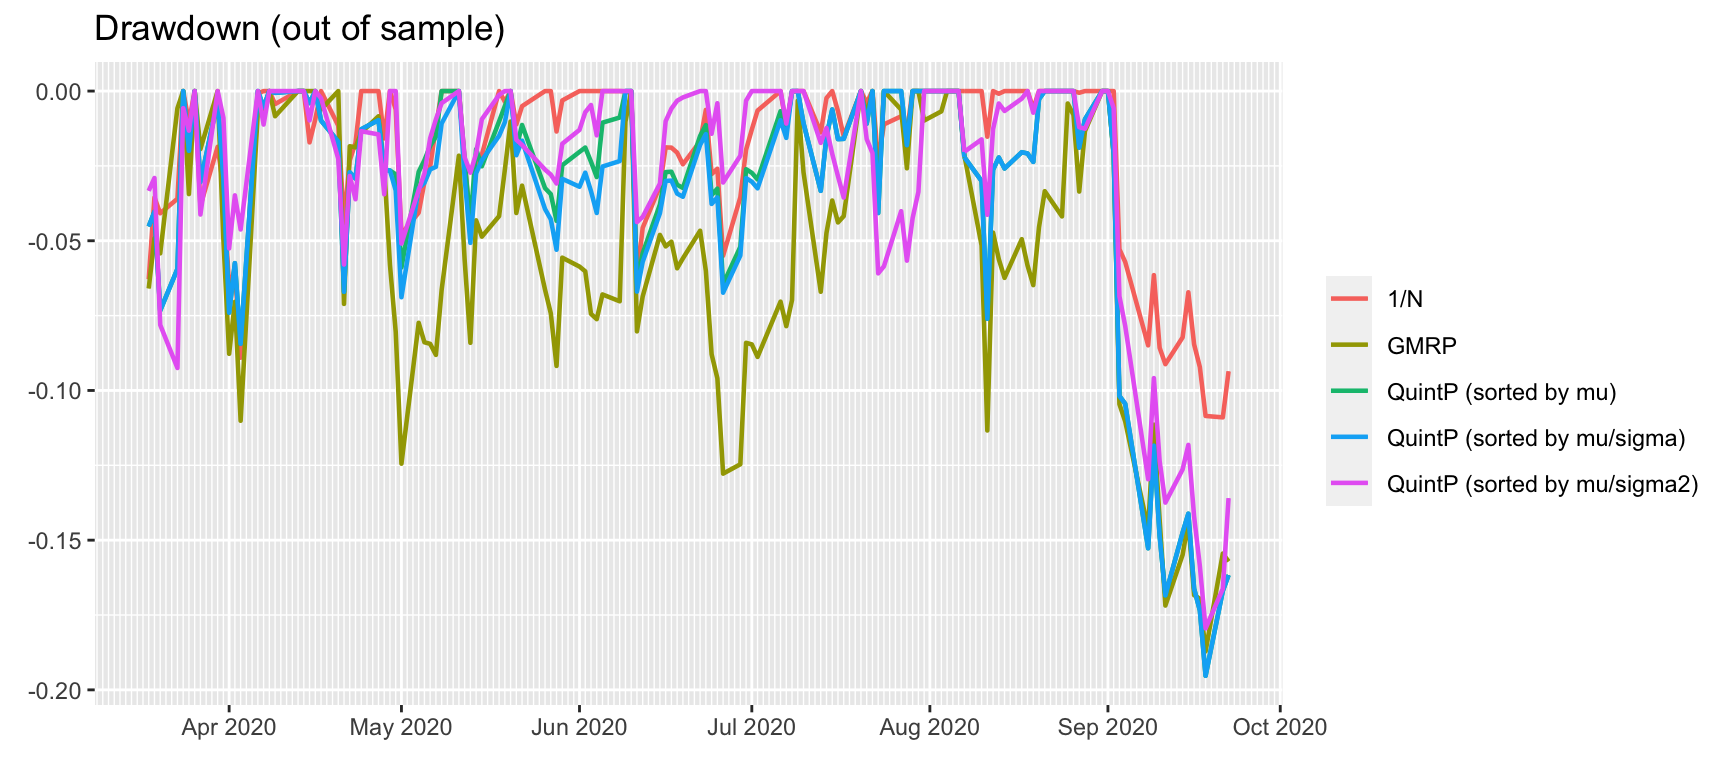 Drawdown (out of sample)
0.00
-0.05
-0.10
-0.15
-0.20
Apr 2020
May 2020
Jun 2020
Jul 2020
Aug 2020
Sep 2020
Oct 2020
1/N
GMRP
QuintP (sorted by mu)
QuintP (sorted by mu/sigma)
QuintP (sorted by mu/sigma2)